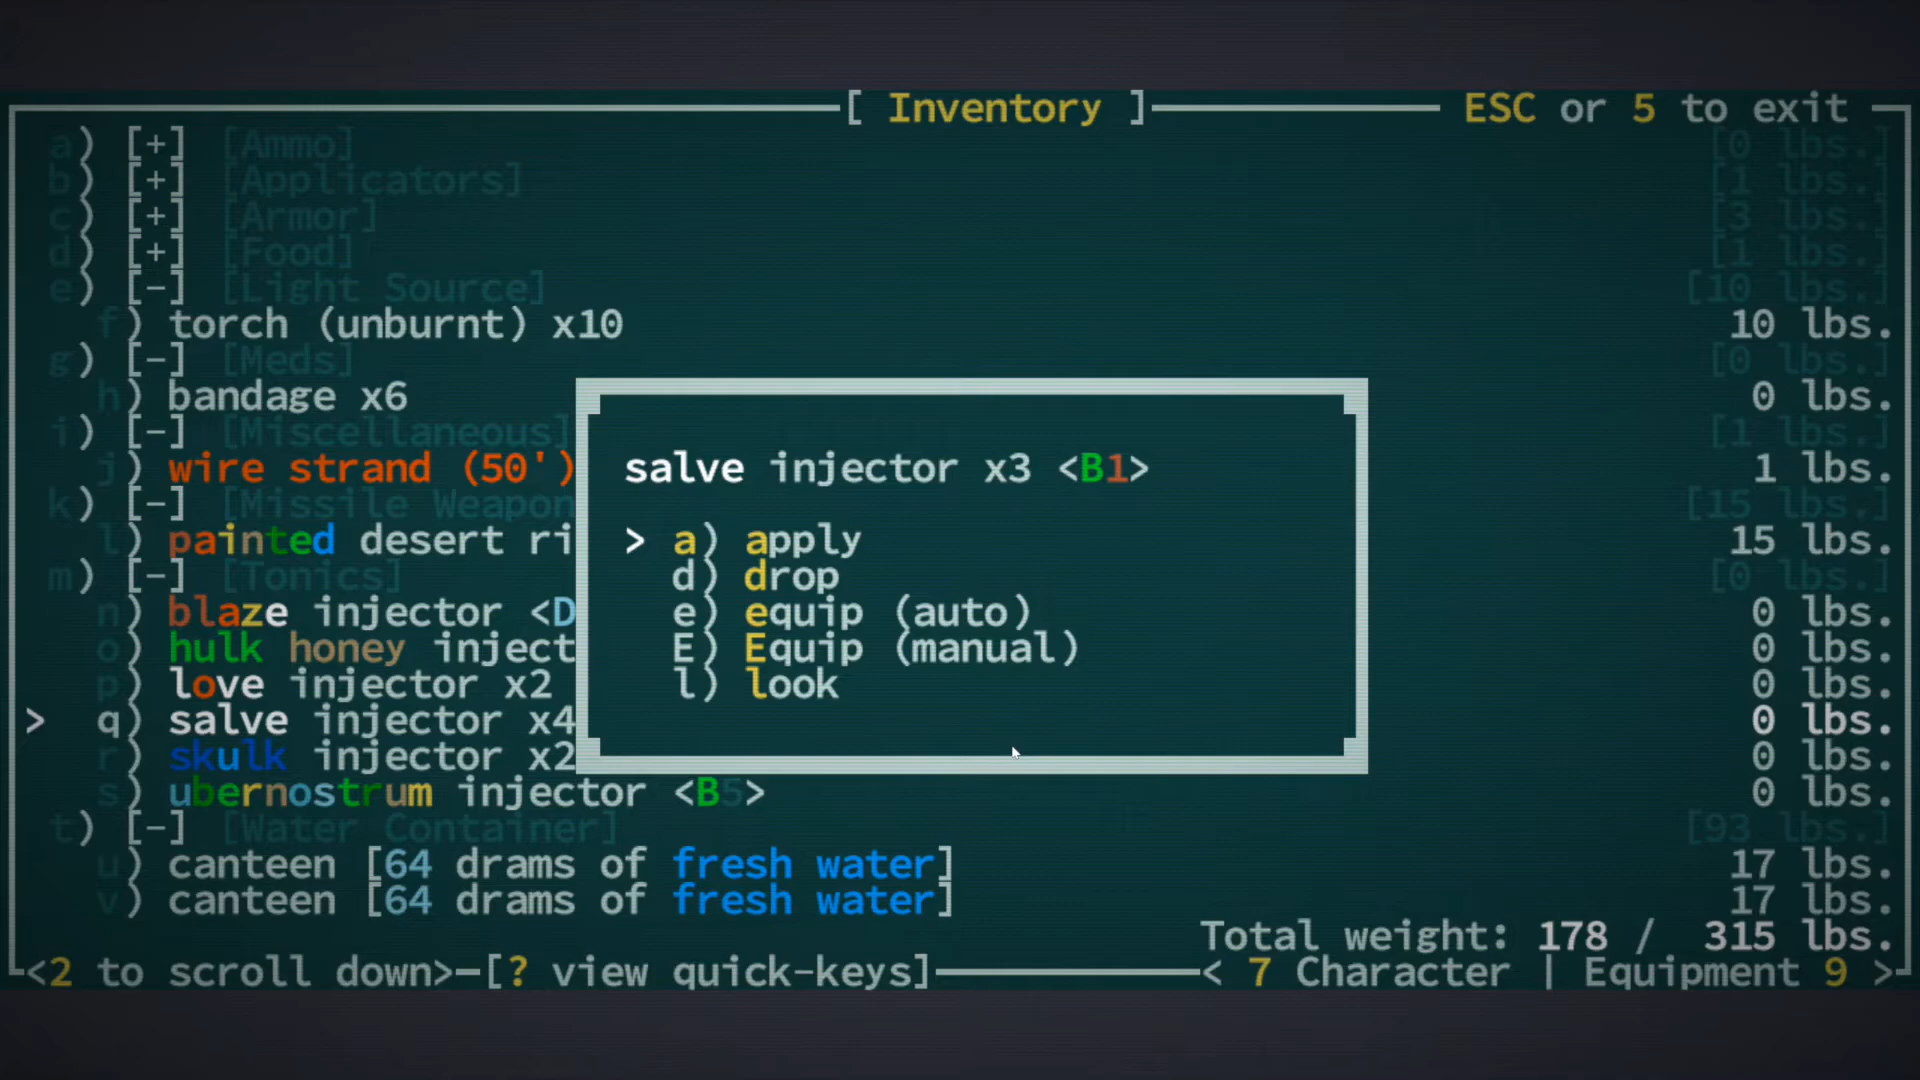 [ Inventory ] ESC or 5 to exit
a) [+] [Ammo] [0 lbs.]
b) [+] [Applicators] [1 lbs.]
c) [+] [Armor] [3 lbs.]
d) [+] [Food] [1 lbs.]
e) [-] [Light Source] [10 lbs.]
f) torch (unburnt) x10 10 lbs.
g) [-] [Meds] [0 lbs.]
h) bandage x6 0 lbs.
i) [-] [Miscellaneous] [1 lbs.]
j) wire strand (50') 1 lbs.
k) [-] [Missile Weapon [15 lbs.]
l) painted desert ri 15 lbs.
m) [-] [Tonics] [0 lbs.]
n) blaze injector <D 0 lbs.
o) hulk honey inject 0 lbs.
p) love injector x2 0 lbs.
> q) salve injector x4 0 lbs.
r) skulk injector x2 0 lbs.
s) ubernostrum injector <B5> 0 lbs.
t) [-] [Water Container] [93 lbs.]
u) canteen [64 drams of fresh water] 17 lbs.
v) canteen [64 drams of fresh water] 17 lbs.
Total weight: 178 / 315 lbs.
<2 to scroll down> [? view quick-keys] < 7 Character | Equipment 9 >
salve injector x3 <B1>
> a) apply
d) drop
e) equip (auto)
E) Equip (manual)
l) look